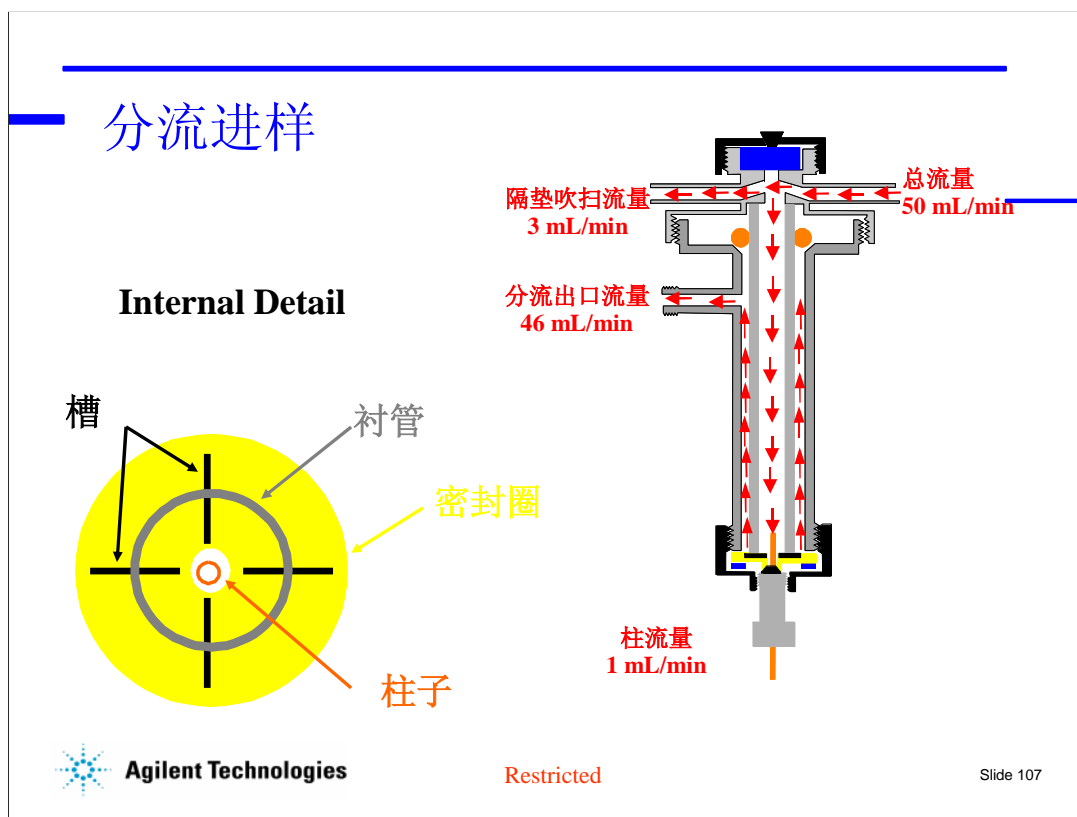 分流进样
隔垫吹扫流量
3 mL/min
总流量
50 mL/min
Internal Detail
分流出口流量
46 mL/min
槽
衬管
密封圈
柱子
柱流量
1 mL/min
Agilent Technologies
Restricted
Slide 107